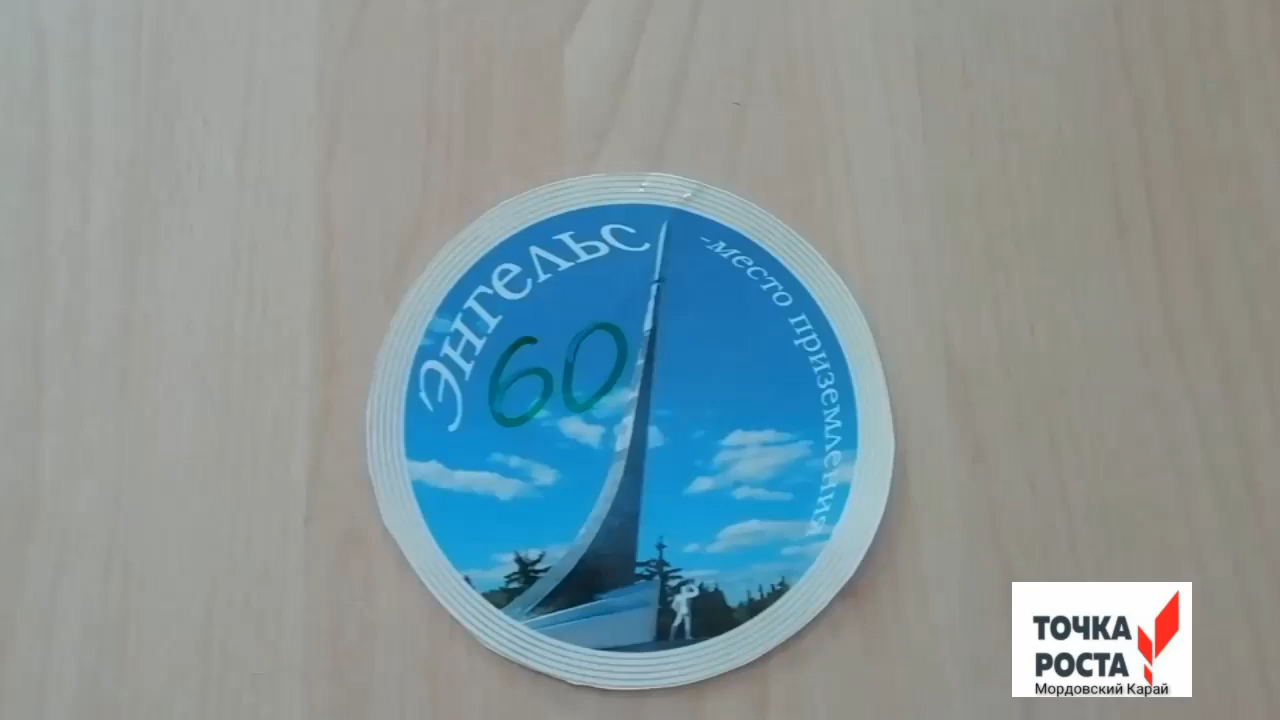 Энгельс
-место приземления
60
ТОЧКА
РОСТА
Мордовский Карай